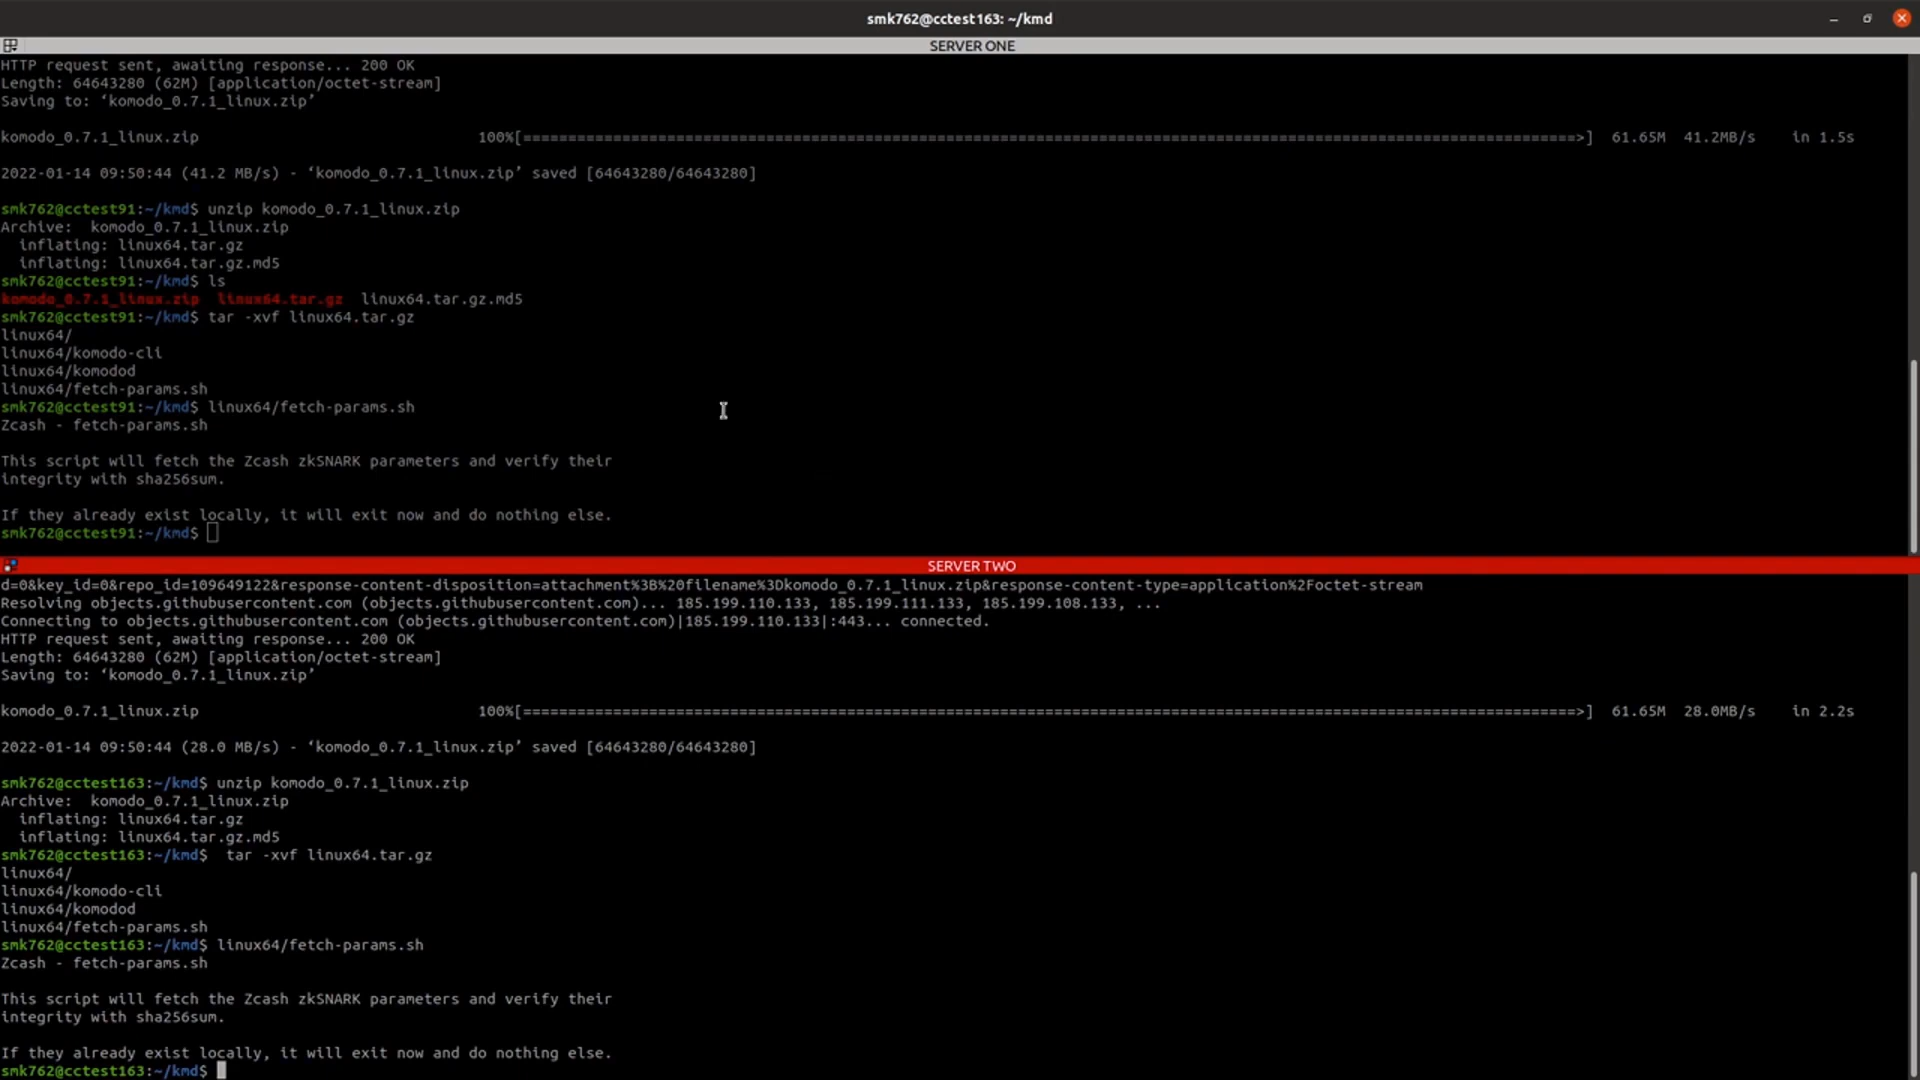 smk762@cctest163: ~/kmd
SERVER ONE
HTTP request sent, awaiting response... 200 OK
Length: 64643280 (62M) [application/octet-stream]
Saving to: ‘komodo_0.7.1_linux.zip’
komodo_0.7.1_linux.zip 100%[=====================================================================================================================>] 61.65M 41.2MB/s in 1.5s
2022-01-14 09:50:44 (41.2 MB/s) - ‘komodo_0.7.1_linux.zip’ saved [64643280/64643280]
smk762@cctest91:~/kmd$ unzip komodo_0.7.1_linux.zip
Archive:  komodo_0.7.1_linux.zip
  inflating: linux64.tar.gz
  inflating: linux64.tar.gz.md5
smk762@cctest91:~/kmd$ ls
komodo_0.7.1_linux.zip  linux64.tar.gz  linux64.tar.gz.md5
smk762@cctest91:~/kmd$ tar -xvf linux64.tar.gz
linux64/
linux64/komodo-cli
linux64/komodod
linux64/fetch-params.sh
smk762@cctest91:~/kmd$ linux64/fetch-params.sh
Zcash - fetch-params.sh
This script will fetch the Zcash zkSNARK parameters and verify their
integrity with sha256sum.
If they already exist locally, it will exit now and do nothing else.
smk762@cctest91:~/kmd$
SERVER TWO
d=0&key_id=0&repo_id=109649122&response-content-disposition=attachment%3B%20filename%3Dkomodo_0.7.1_linux.zip&response-content-type=application%2Foctet-stream
Resolving objects.githubusercontent.com (objects.githubusercontent.com)... 185.199.110.133, 185.199.111.133, 185.199.108.133, ...
Connecting to objects.githubusercontent.com (objects.githubusercontent.com)|185.199.110.133|:443... connected.
HTTP request sent, awaiting response... 200 OK
Length: 64643280 (62M) [application/octet-stream]
Saving to: ‘komodo_0.7.1_linux.zip’
komodo_0.7.1_linux.zip 100%[=====================================================================================================================>] 61.65M 28.0MB/s in 2.2s
2022-01-14 09:50:44 (28.0 MB/s) - ‘komodo_0.7.1_linux.zip’ saved [64643280/64643280]
smk762@cctest163:~/kmd$ unzip komodo_0.7.1_linux.zip
Archive:  komodo_0.7.1_linux.zip
  inflating: linux64.tar.gz
  inflating: linux64.tar.gz.md5
smk762@cctest163:~/kmd$  tar -xvf linux64.tar.gz
linux64/
linux64/komodo-cli
linux64/komodod
linux64/fetch-params.sh
smk762@cctest163:~/kmd$ linux64/fetch-params.sh
Zcash - fetch-params.sh
This script will fetch the Zcash zkSNARK parameters and verify their
integrity with sha256sum.
If they already exist locally, it will exit now and do nothing else.
smk762@cctest163:~/kmd$